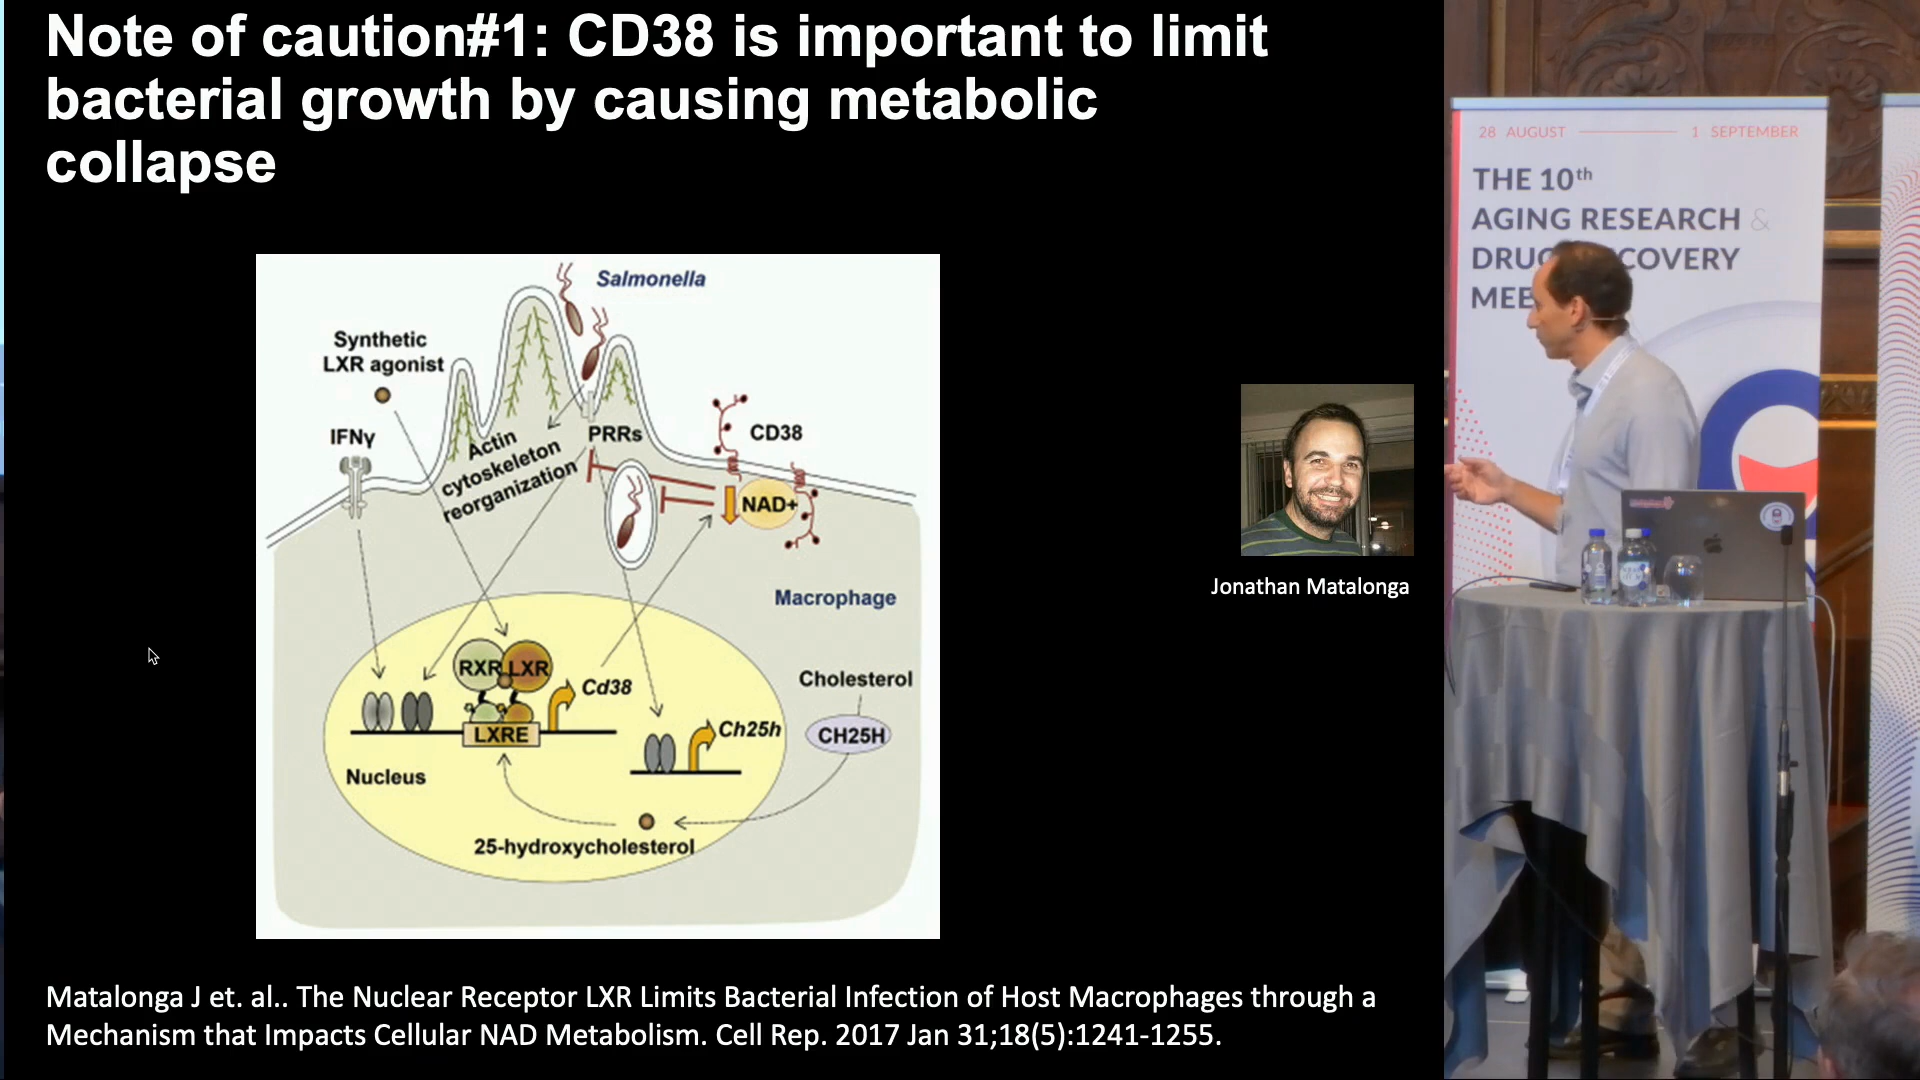 Note of caution#1: CD38 is important to limit
bacterial growth by causing metabolic
collapse
Salmonella
Synthetic
LXR agonist
IFNγ
Actin
cytoskeleton
reorganization
PRRs
CD38
NAD+
Macrophage
RXR
LXR
Cd38
LXRE
Nucleus
Ch25h
Cholesterol
CH25H
25-hydroxycholesterol
Jonathan Matalonga
Matalonga J et. al.. The Nuclear Receptor LXR Limits Bacterial Infection of Host Macrophages through a
Mechanism that Impacts Cellular NAD Metabolism. Cell Rep. 2017 Jan 31;18(5):1241-1255.
28 AUGUST 1 SEPTEMBER
THE 10th
AGING RESEARCH &
DRUG COVERY
MEE